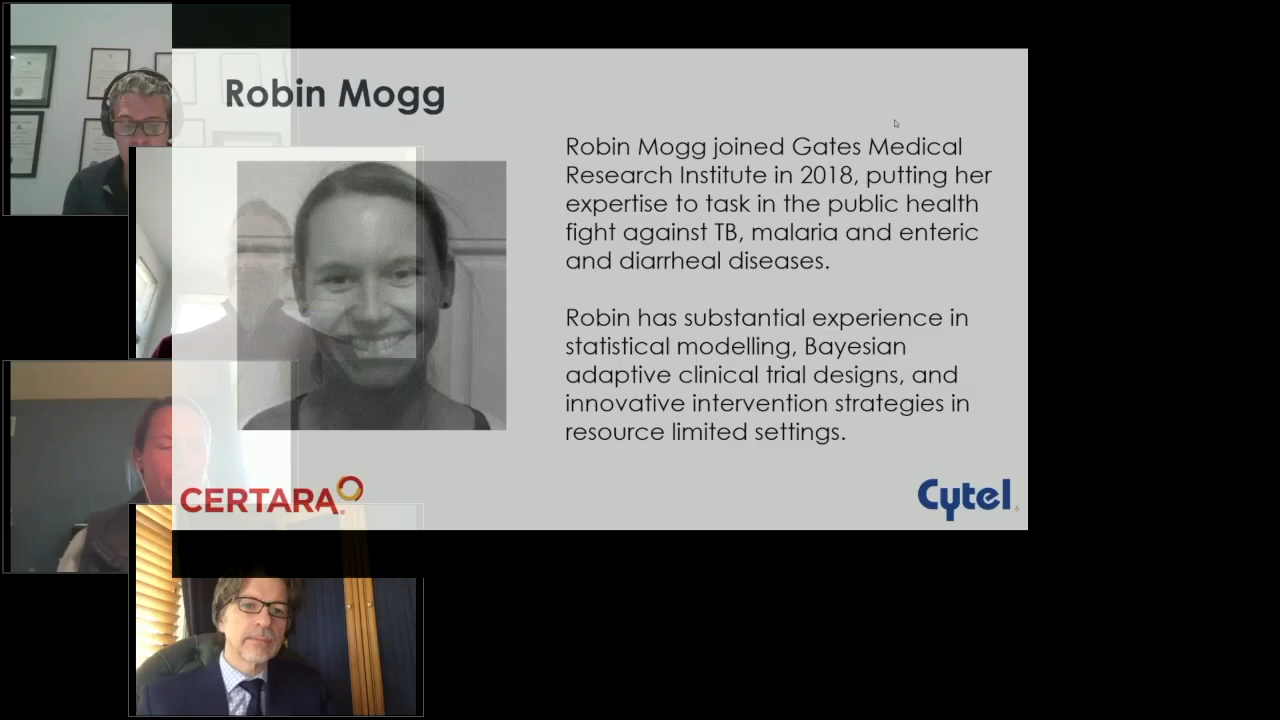 Robin Mogg
Robin Mogg joined Gates Medical
Research Institute in 2018, putting her
expertise to task in the public health
fight against TB, malaria and enteric
and diarrheal diseases.
Robin has substantial experience in
statistical modelling, Bayesian
adaptive clinical trial designs, and
innovative intervention strategies in
resource limited settings.
CERTARA
Cytel
6